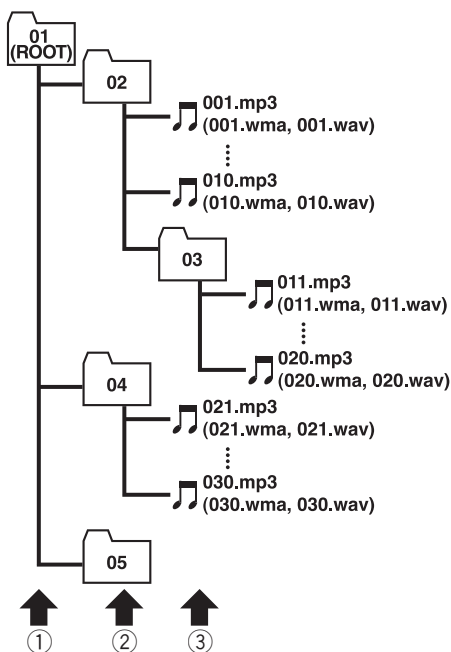 01
(ROOT)
02
001.mp3
(001.wma, 001.wav)
010.mp3
(010.wma, 010.wav)
03
011.mp3
(011.wma, 011.wav)
020.mp3
(020.wma, 020.wav)
04
021.mp3
(021.wma, 021.wav)
030.mp3
(030.wma, 030.wav)
05
① ② ③